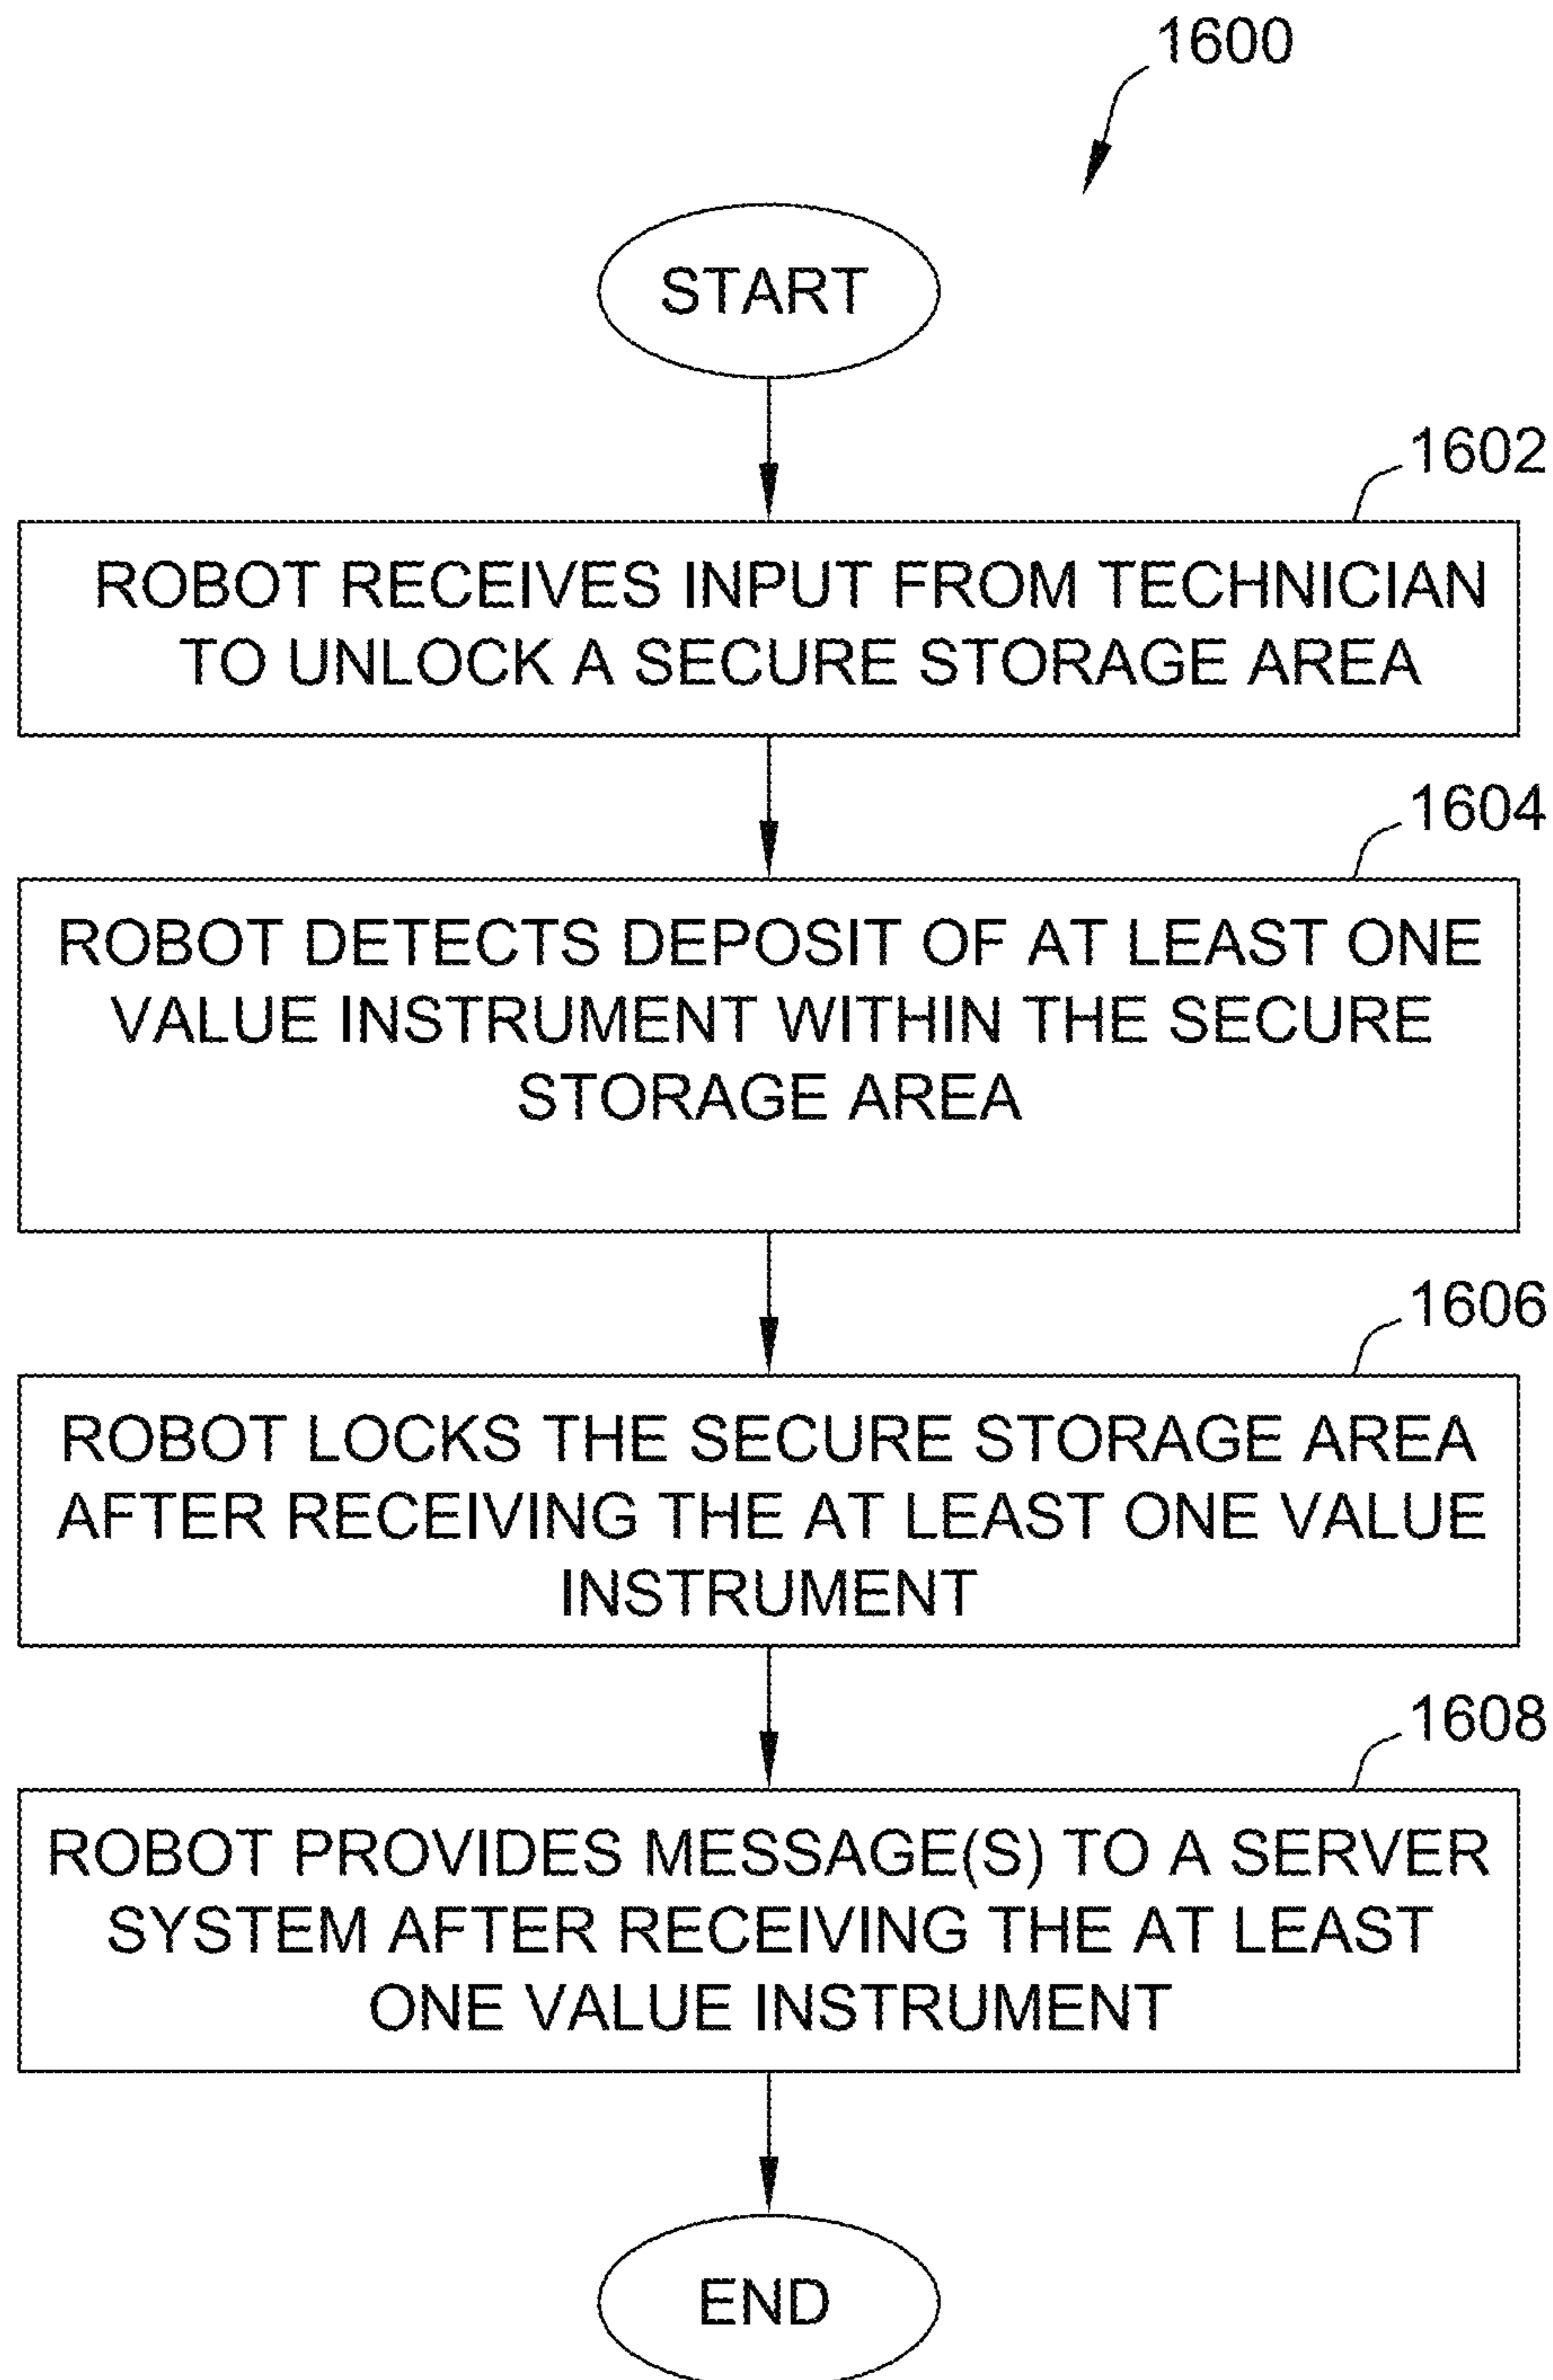 1600
START
1602
ROBOT RECEIVES INPUT FROM TECHNICIAN
TO UNLOCK A SECURE STORAGE AREA
1604
ROBOT DETECTS DEPOSIT OF AT LEAST ONE
VALUE INSTRUMENT WITHIN THE SECURE
STORAGE AREA
1606
ROBOT LOCKS THE SECURE STORAGE AREA
AFTER RECEIVING THE AT LEAST ONE VALUE
INSTRUMENT
1608
ROBOT PROVIDES MESSAGE(S) TO A SERVER
SYSTEM AFTER RECEIVING THE AT LEAST
ONE VALUE INSTRUMENT
END